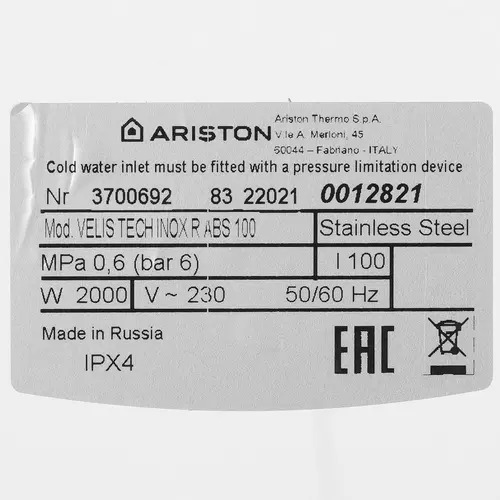 ARISTON
Ariston Thermo S.p.A.
V.le A. Merloni, 45
60044 – Fabriano - ITALY
Cold water inlet must be fitted with a pressure limitation device
Nr 3700692 83 22021 0012821
Mod. VELIS TECH INOX R ABS 100 Stainless Steel
MPa 0,6 (bar 6) l 100
W 2000 V ~ 230 50/60 Hz
Made in Russia
IPX4
EAC